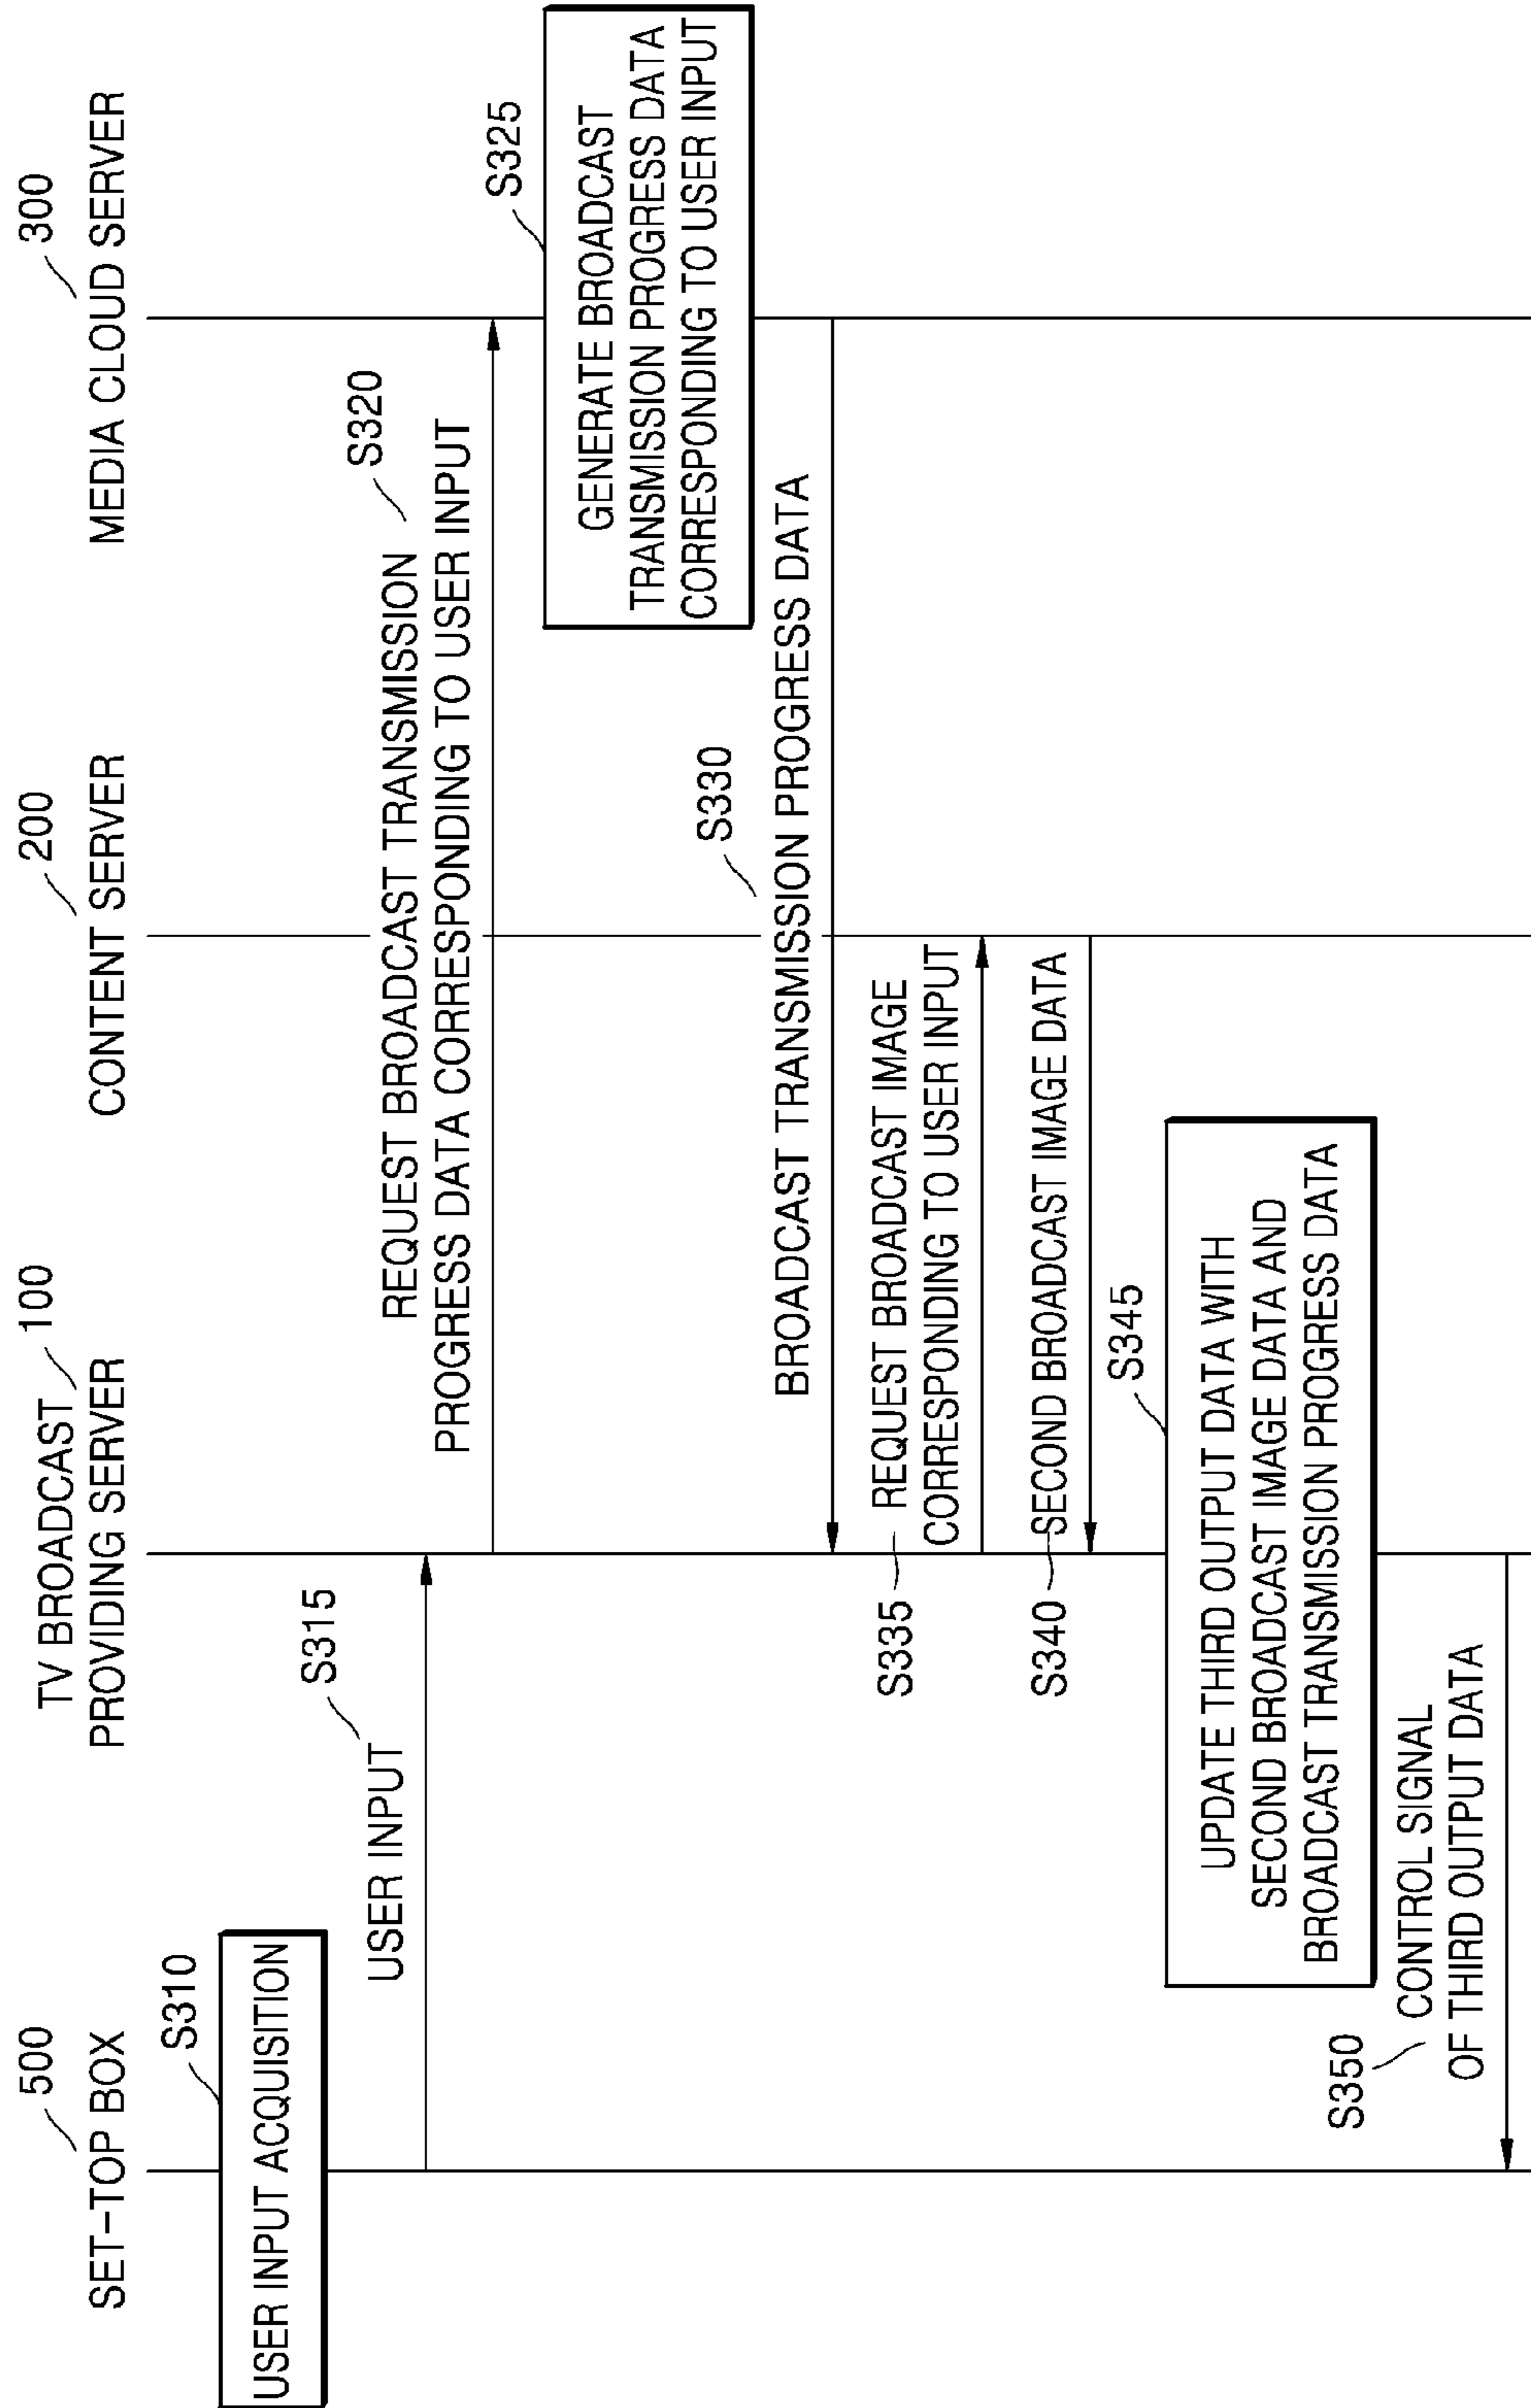 500
SET-TOP BOX
100
TV BROADCAST
PROVIDING SERVER
200
CONTENT SERVER
300
MEDIA CLOUD SERVER
S310
USER INPUT ACQUISITION
S315
USER INPUT
S320
REQUEST BROADCAST TRANSMISSION
PROGRESS DATA CORRESPONDING TO USER INPUT
S325
GENERATE BROADCAST
TRANSMISSION PROGRESS DATA
CORRESPONDING TO USER INPUT
S330
BROADCAST TRANSMISSION PROGRESS DATA
S335
REQUEST BROADCAST IMAGE
CORRESPONDING TO USER INPUT
S340
SECOND BROADCAST IMAGE DATA
S345
UPDATE THIRD OUTPUT DATA WITH
SECOND BROADCAST IMAGE DATA AND
BROADCAST TRANSMISSION PROGRESS DATA
S350
CONTROL SIGNAL
OF THIRD OUTPUT DATA